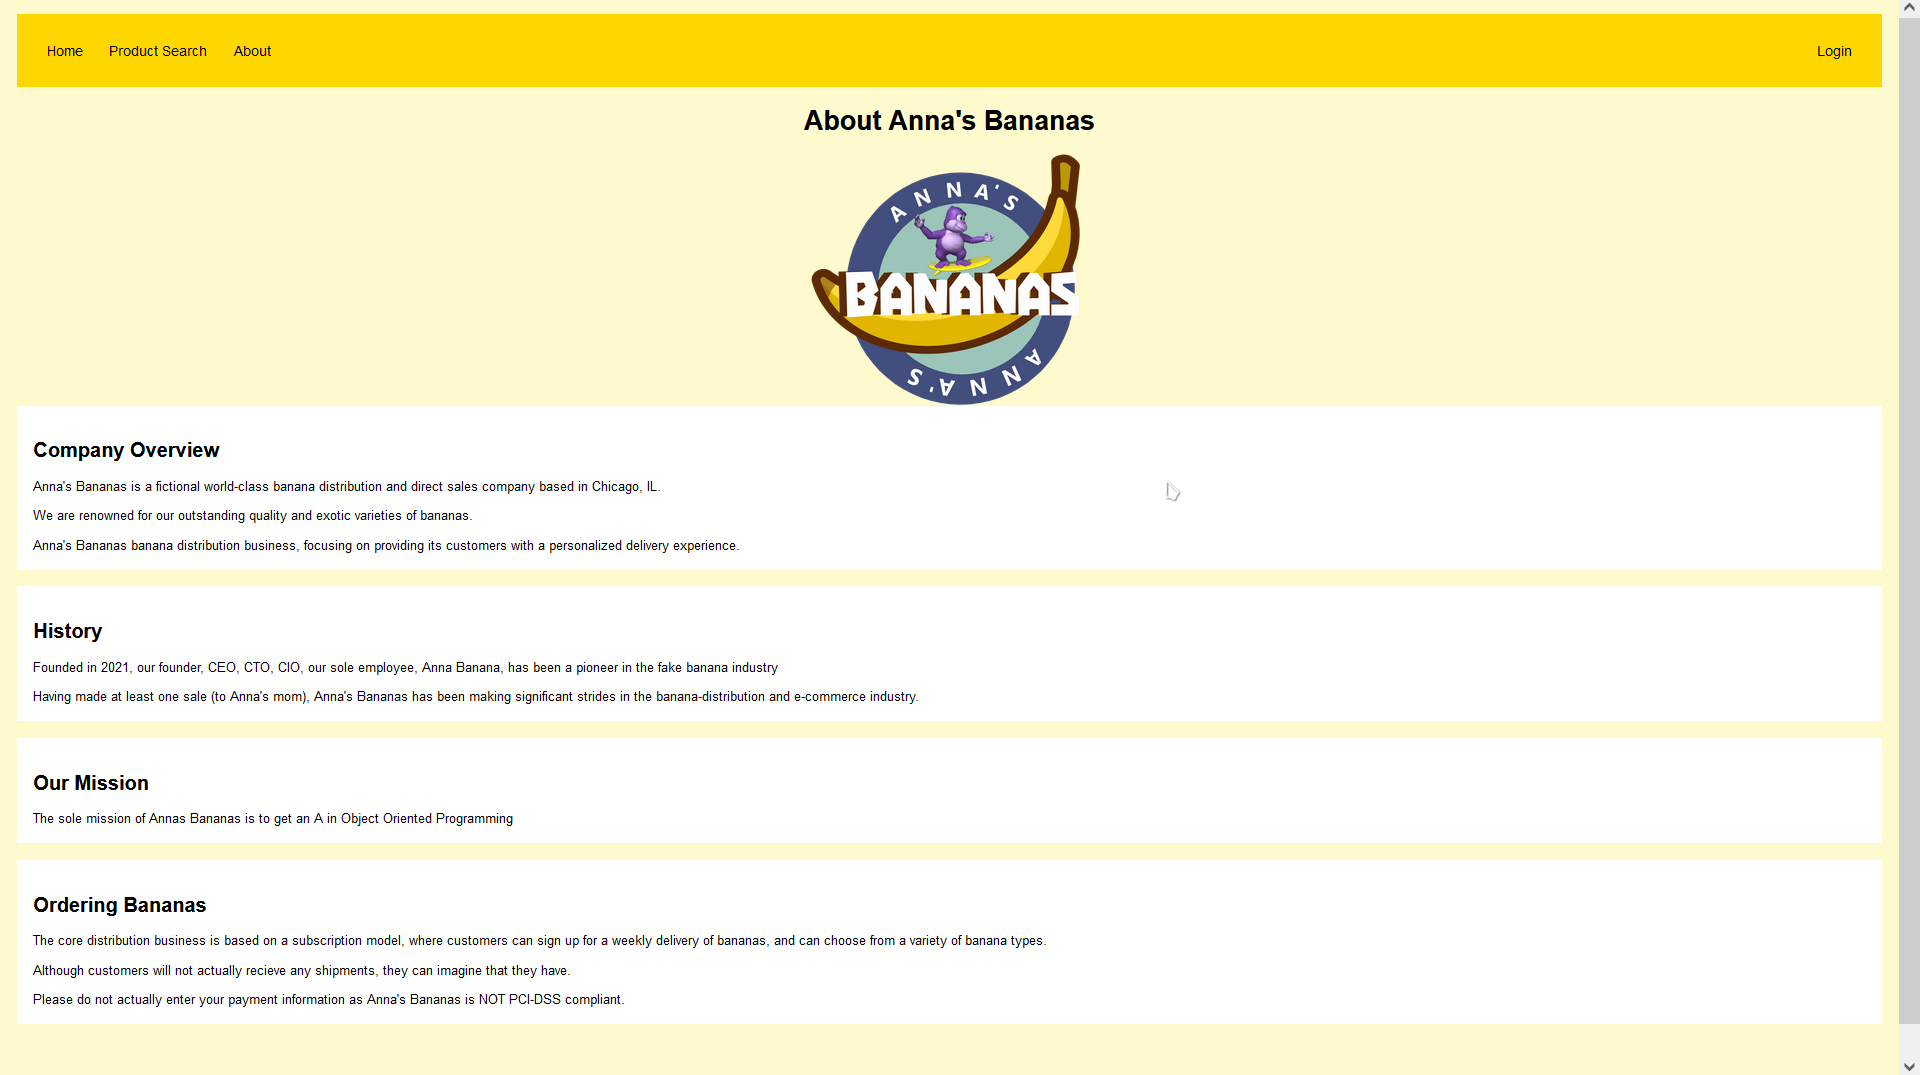 Home Product Search About Login
About Anna's Bananas
ANNA'S
BANANAS
ANNA'S
Company Overview
Anna's Bananas is a fictional world-class banana distribution and direct sales company based in Chicago, IL.
We are renowned for our outstanding quality and exotic varieties of bananas.
Anna's Bananas banana distribution business, focusing on providing its customers with a personalized delivery experience.
History
Founded in 2021, our founder, CEO, CTO, CIO, our sole employee, Anna Banana, has been a pioneer in the fake banana industry
Having made at least one sale (to Anna's mom), Anna's Bananas has been making significant strides in the banana-distribution and e-commerce industry.
Our Mission
The sole mission of Annas Bananas is to get an A in Object Oriented Programming
Ordering Bananas
The core distribution business is based on a subscription model, where customers can sign up for a weekly delivery of bananas, and can choose from a variety of banana types.
Although customers will not actually recieve any shipments, they can imagine that they have.
Please do not actually enter your payment information as Anna's Bananas is NOT PCI-DSS compliant.